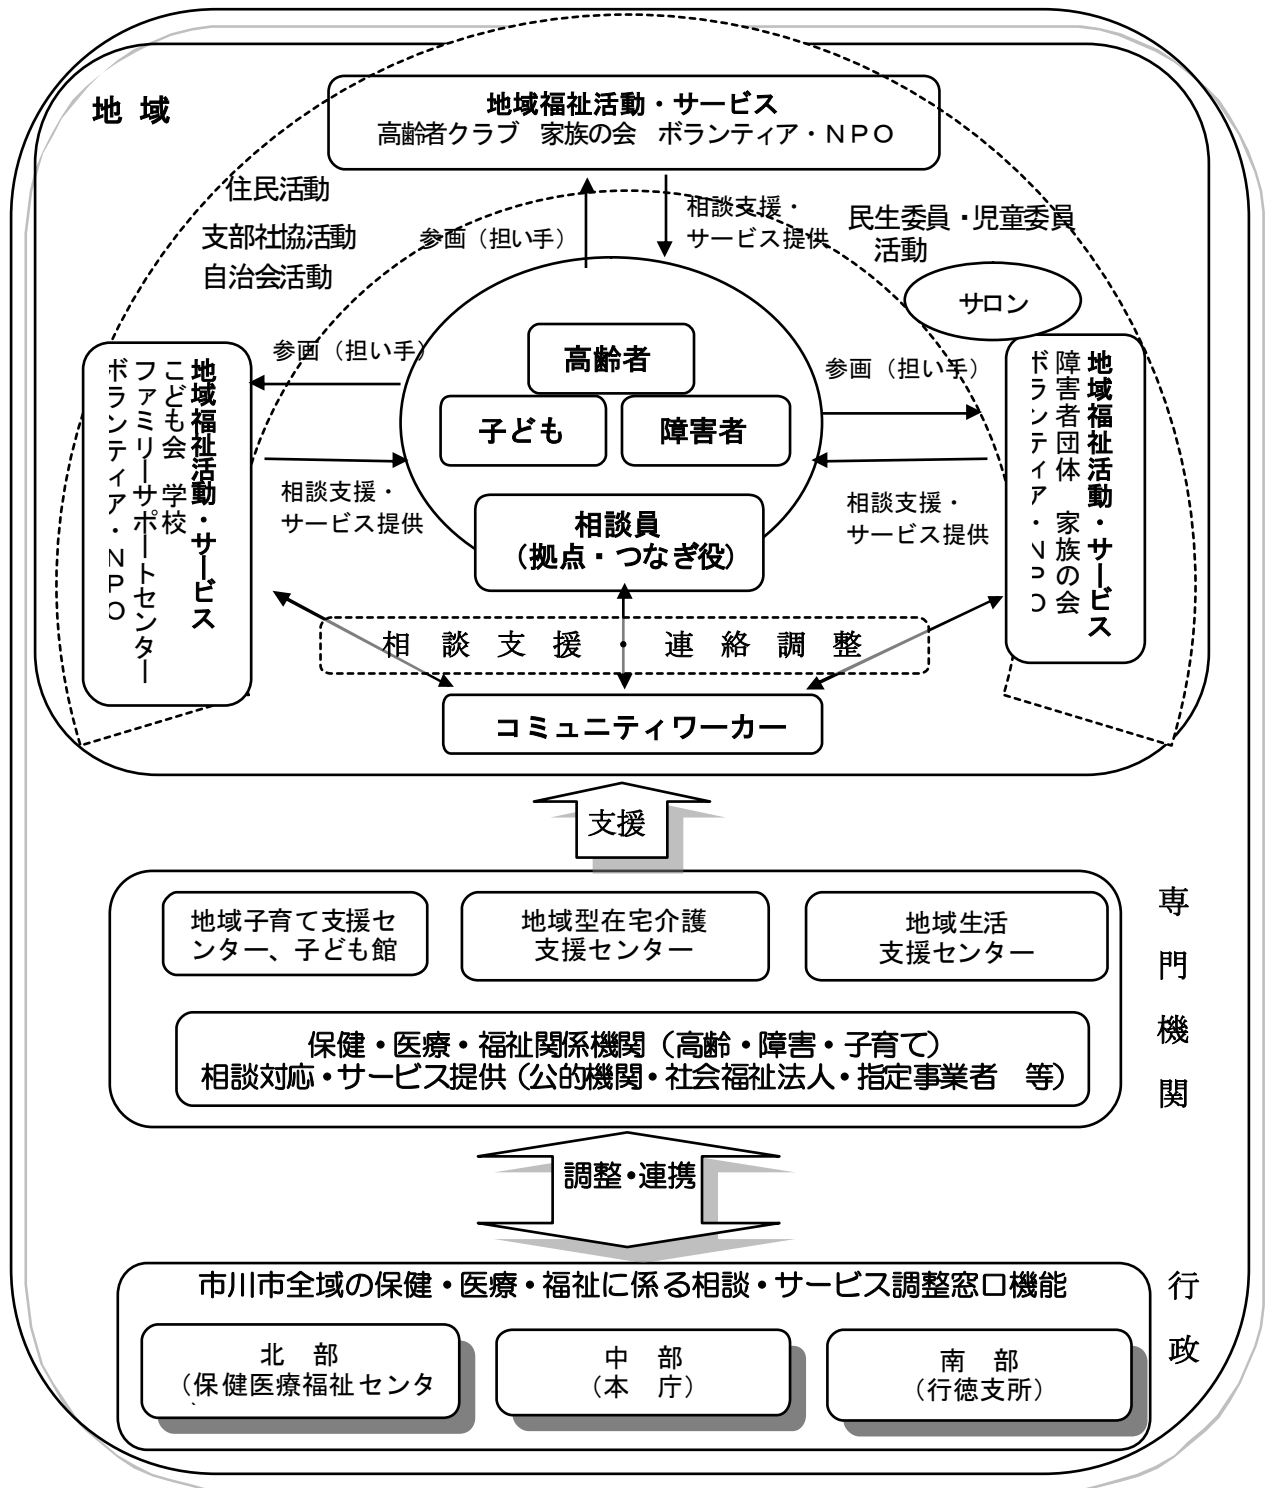 地域
地域福祉活動・サービス
高齢者クラブ　家族の会　ボランティア・ＮＰＯ
住民活動
支部社協活動
自治会活動
参画（担い手）
相談支援・
サービス提供
民生委員・児童委員
活動
サロン
参画（担い手）
高齢者
子ども
障害者
参画（担い手）
地域福祉活動・サービス
こども会　学校
ファミリーサポートセンター
ボランティア・ＮＰＯ
相談支援・
サービス提供
相談員
（拠点・つなぎ役）
相談支援・
サービス提供
地域福祉活動・サービス
障害者団体　家族の会
ボランティア・ＮＰＯ
相談支援・連絡調整
コミュニティワーカー
支援
地域子育て支援セ
ンター、子ども館
地域型在宅介護
支援センター
地域生活
支援センター
専門機関
保健・医療・福祉関係機関（高齢・障害・子育て）
相談対応・サービス提供（公的機関・社会福祉法人・指定事業者　等）
調整・連携
市川市全域の保健・医療・福祉に係る相談・サービス調整窓口機能
行政
北　部
（保健医療福祉センタ
中　部
（本　庁）
南　部
（行徳支所）